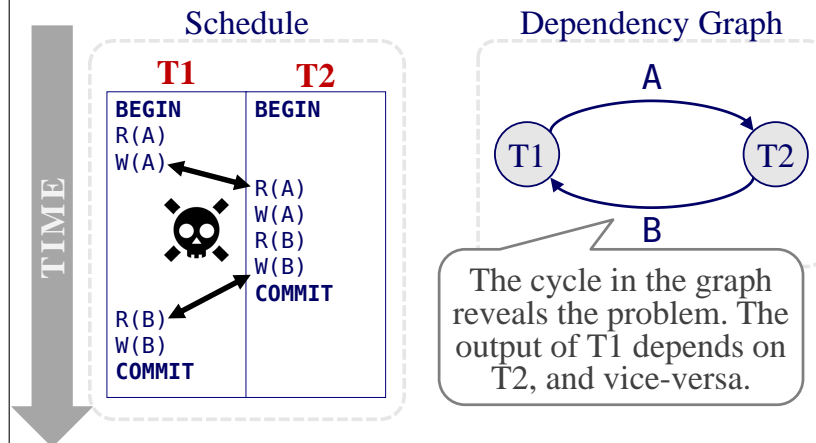 Schedule
Dependency Graph
TIME
T1
T2
BEGIN
R(A)
W(A)
R(B)
W(B)
COMMIT
BEGIN
R(A)
W(A)
R(B)
W(B)
COMMIT
A
T1
T2
B
The cycle in the graph
reveals the problem. The
output of T1 depends on
T2, and vice-versa.